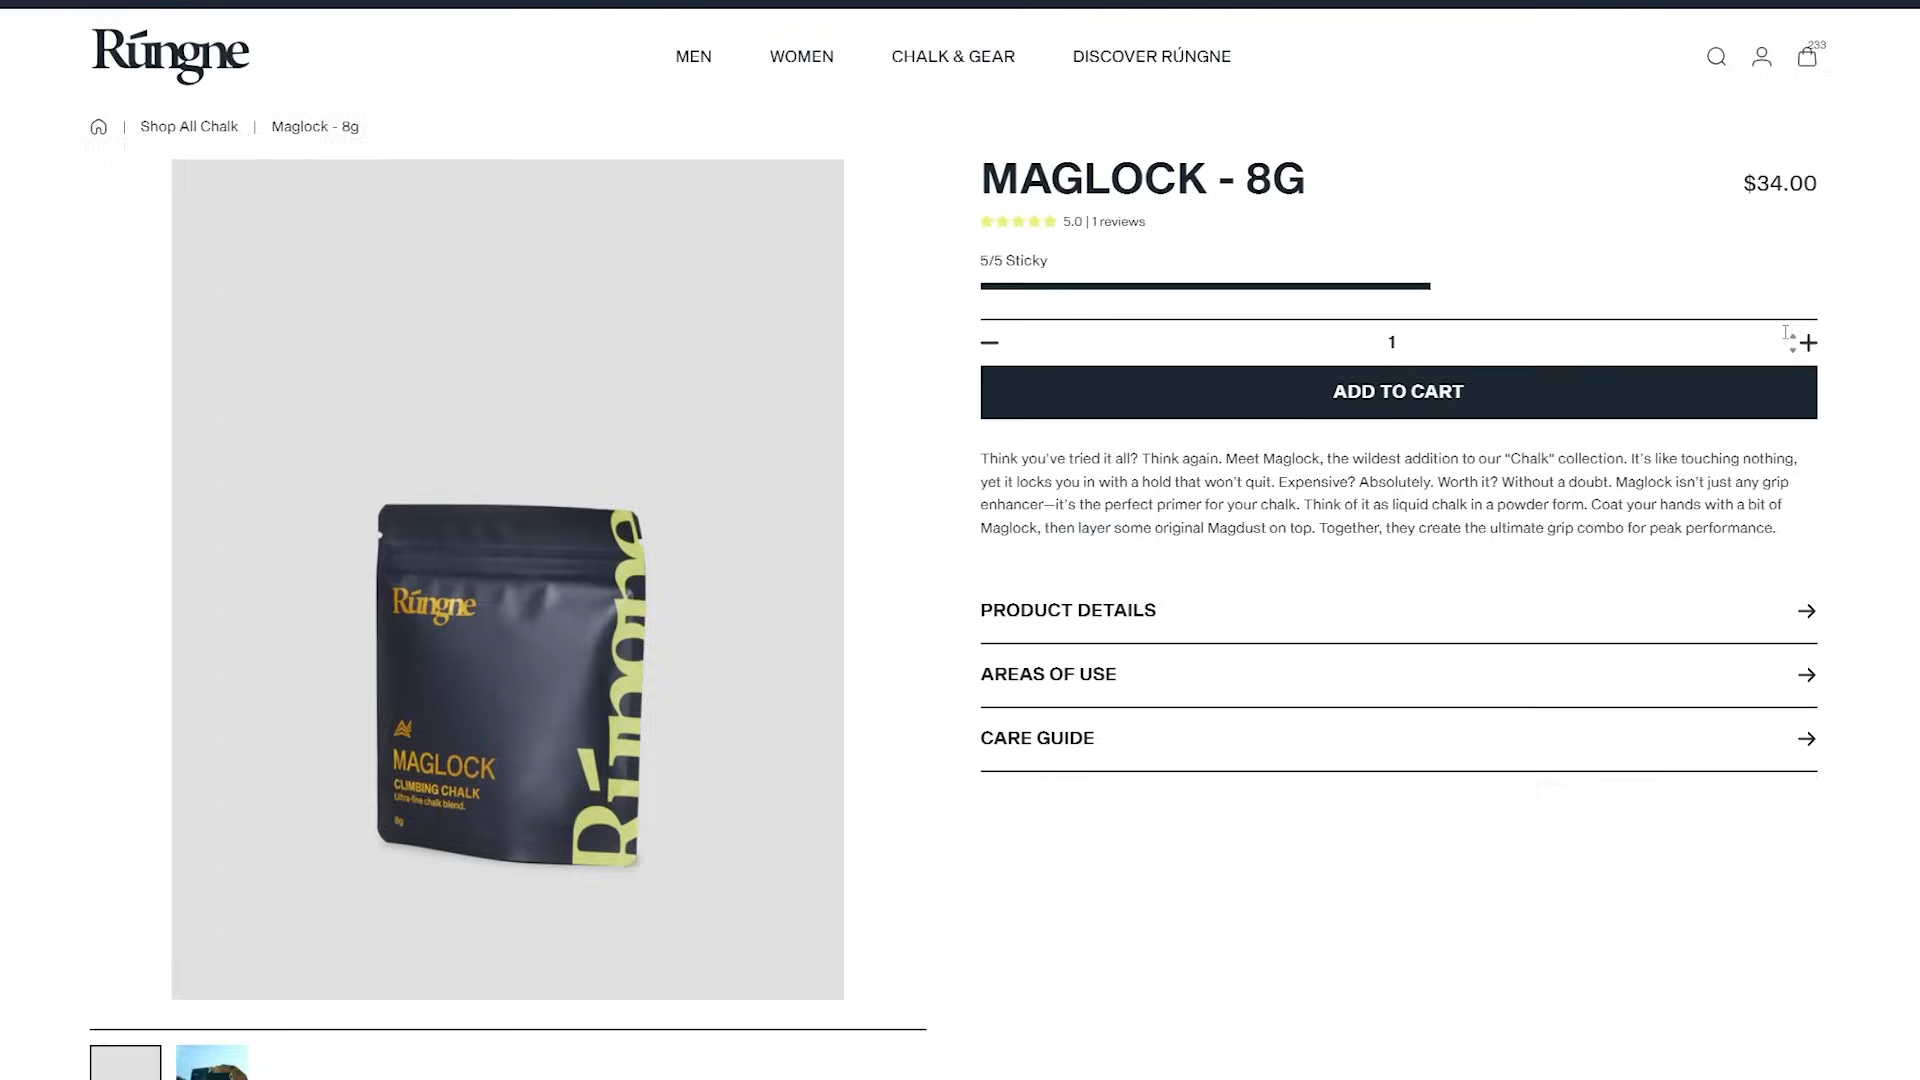 Rúngne
MEN
WOMEN
CHALK & GEAR
DISCOVER RÚNGNE
233
Shop All Chalk | Maglock - 8g
MAGLOCK - 8G
$34.00
5.0 | 1 reviews
5/5 Sticky
1
ADD TO CART
Think you've tried it all? Think again. Meet Maglock, the wildest addition to our "Chalk" collection. It's like touching nothing,
yet it locks you in with a hold that won't quit. Expensive? Absolutely. Worth it? Without a doubt. Maglock isn't just any grip
enhancer—it's the perfect primer for your chalk. Think of it as liquid chalk in a powder form. Coat your hands with a bit of
Maglock, then layer some original Magdust on top. Together, they create the ultimate grip combo for peak performance.
PRODUCT DETAILS
AREAS OF USE
CARE GUIDE
Rúngne
MAGLOCK
CLIMBING CHALK
Ultra-fine chalk blend.
8g
Rúngne